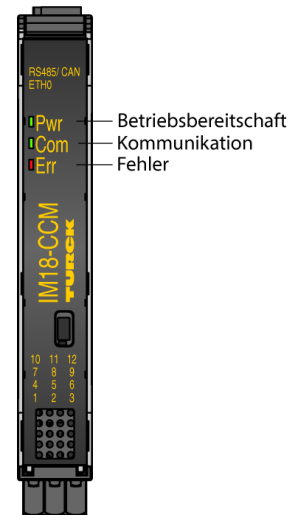 RS485/ CAN
ETH0
Pwr Betriebsbereitschaft
Com Kommunikation
Err Fehler
IM18-CCM
TURCK
10 11 12
7 8 9
4 5 6
1 2 3